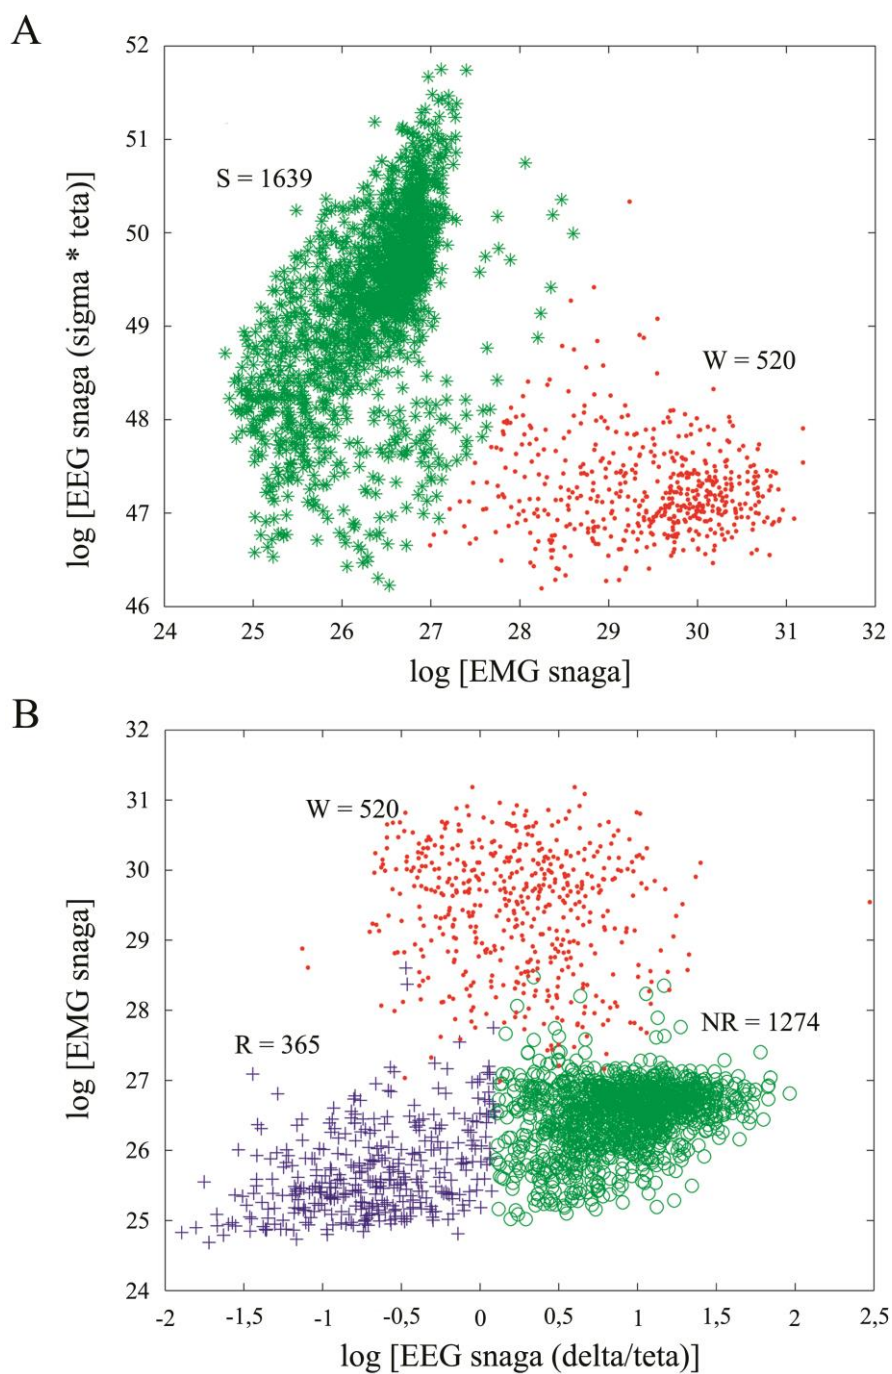 A
52
51
50
49
48
47
46
log [EEG snaga (sigma * teta)]
S = 1639
W = 520
24 25 26 27 28 29 30 31 32
log [EMG snaga]
B
32
31
30
29
28
27
26
25
24
log [EMG snaga]
W = 520
R = 365
NR = 1274
-2 -1,5 -1 -0,5 0 0,5 1 1,5 2 2,5
log [EEG snaga (delta/teta)]